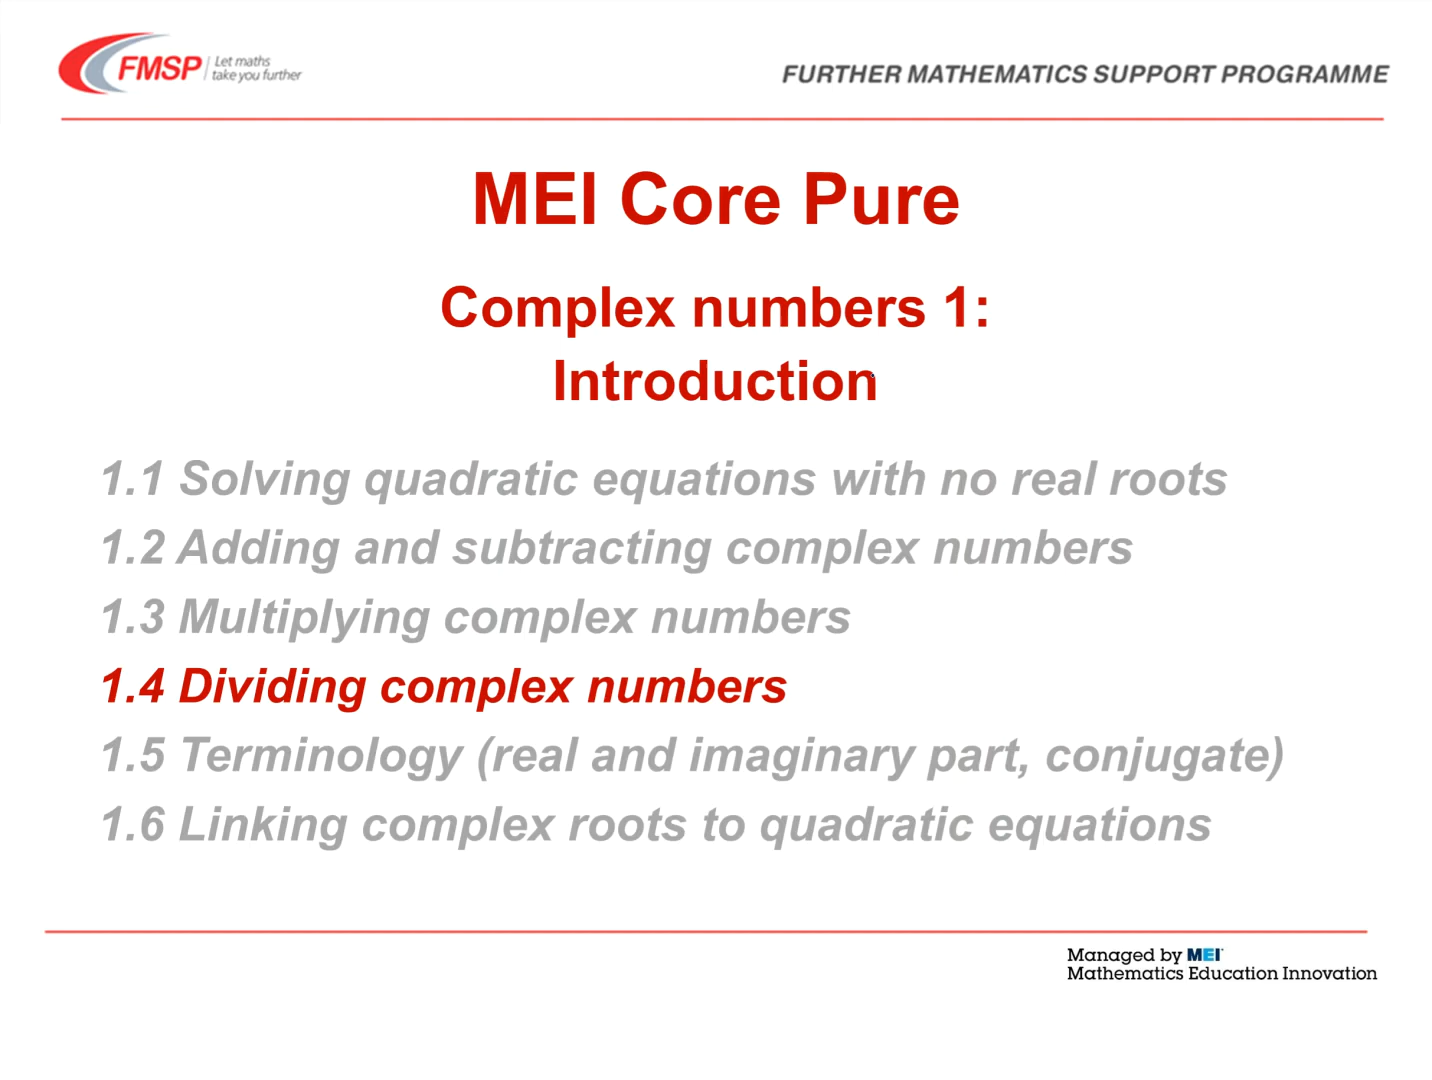 FMSP Let maths
take you further
FURTHER MATHEMATICS SUPPORT PROGRAMME
MEI Core Pure
Complex numbers 1:
Introduction
1.1 Solving quadratic equations with no real roots
1.2 Adding and subtracting complex numbers
1.3 Multiplying complex numbers
1.4 Dividing complex numbers
1.5 Terminology (real and imaginary part, conjugate)
1.6 Linking complex roots to quadratic equations
Managed by MEI
Mathematics Education Innovation